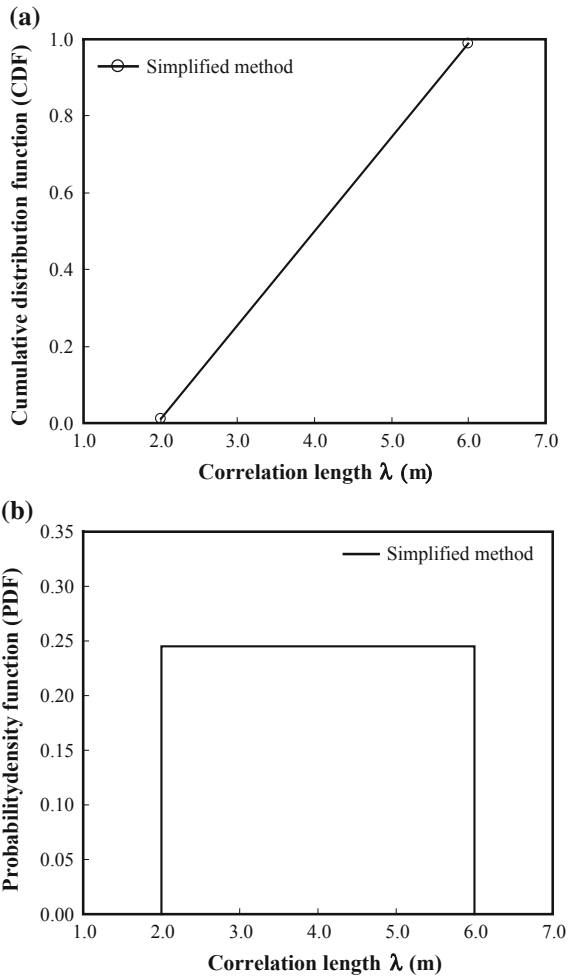 (a)
1.0
0.8
0.6
0.4
0.2
0.0
Cumulative distribution function (CDF)
Simplified method
1.0 2.0 3.0 4.0 5.0 6.0 7.0
Correlation length λ (m)
(b)
0.35
0.30
0.25
0.20
0.15
0.10
0.05
0.00
Probabilitydensity function (PDF)
Simplified method
1.0 2.0 3.0 4.0 5.0 6.0 7.0
Correlation length λ (m)